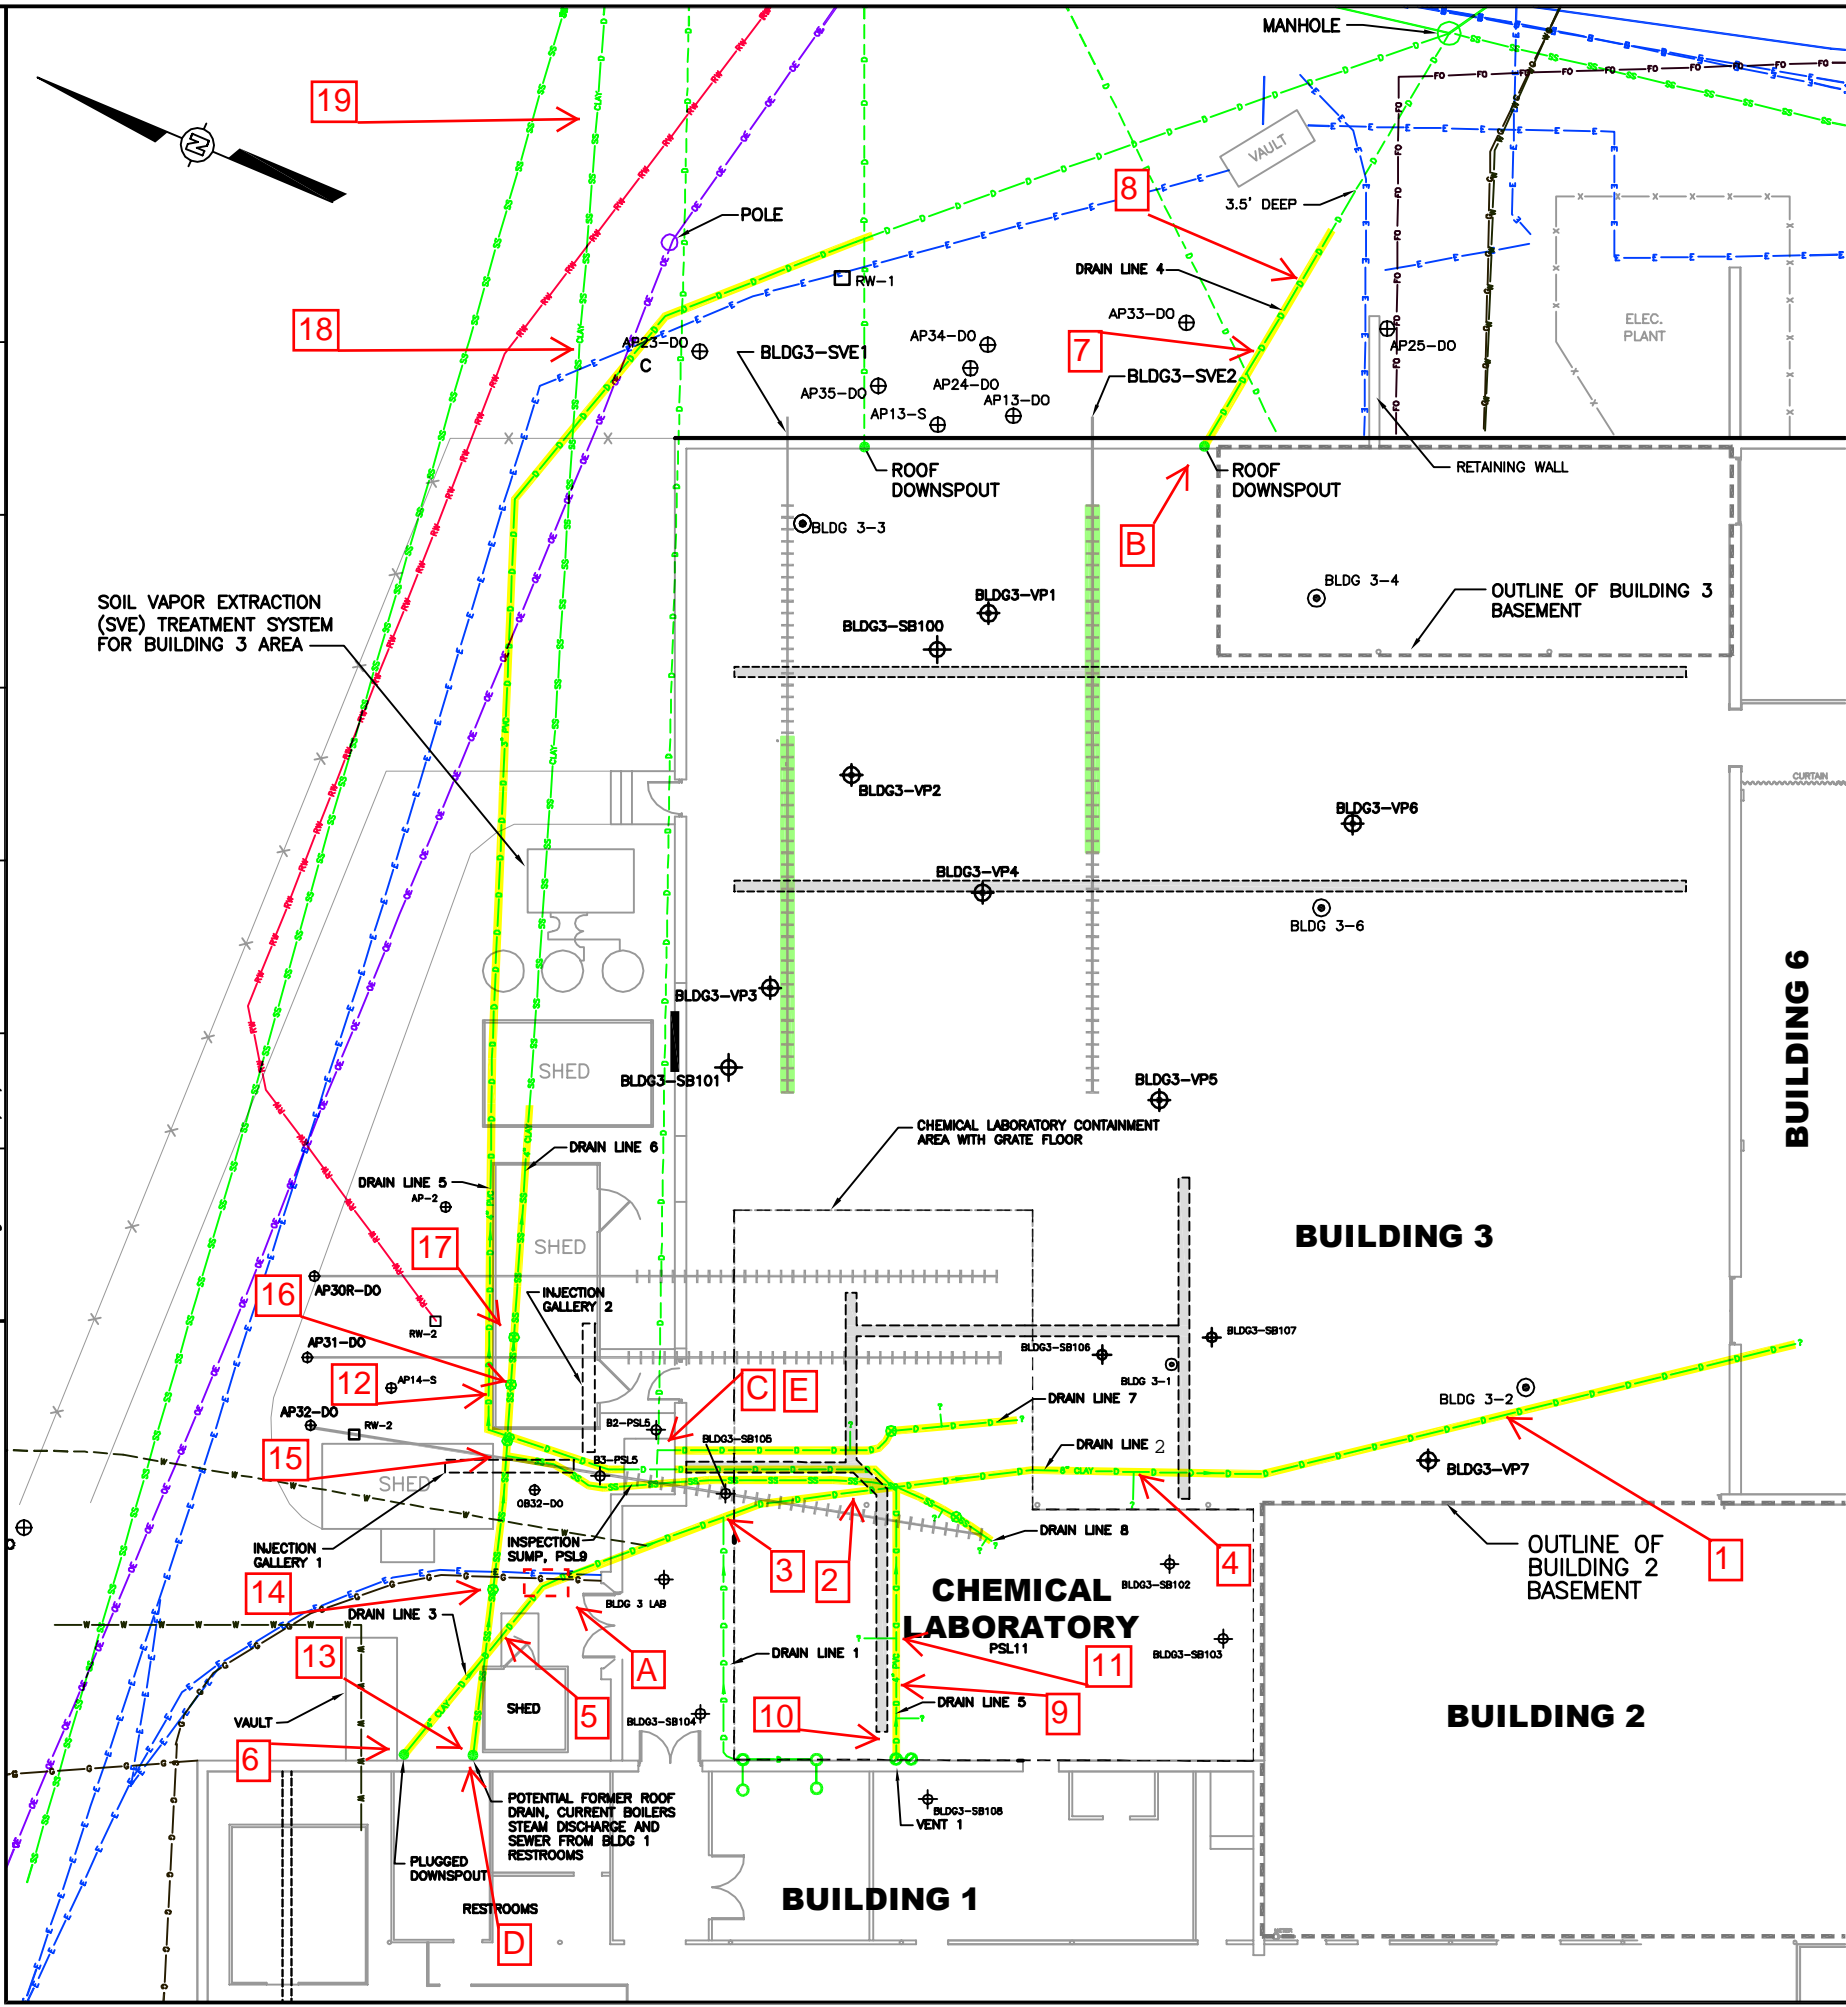 MANHOLE
19
N
VAULT
8
3.5' DEEP
POLE
DRAIN LINE 4
RW-1
18
AP33-DO
AP34-DO
AP23-DO
C
BLDG3-SVE1
7
AP25-DO
ELEC.
PLANT
AP35-DO
AP24-DO
BLDG3-SVE2
AP13-S
AP13-DO
ROOF
DOWNSPOUT
ROOF
DOWNSPOUT
RETAINING WALL
BLDG 3-3
B
BLDG 3-4
OUTLINE OF BUILDING 3
BASEMENT
SOIL VAPOR EXTRACTION
(SVE) TREATMENT SYSTEM
FOR BUILDING 3 AREA
BLDG3-VP1
BLDG3-SB100
3" PVC
CLAY
BLDG3-VP2
CURTAIN
BLDG3-VP6
BLDG3-VP4
BLDG 3-6
BLDG3-VP3
BUILDING 6
SHED
BLDG3-SB101
BLDG3-VP5
CHEMICAL LABORATORY CONTAINMENT
AREA WITH GRATE FLOOR
DRAIN LINE 6
DRAIN LINE 5
AP-2
17
SHED
BUILDING 3
16
AP30R-DO
INJECTION
GALLERY 2
RW-2
AP31-DO
BLDG3-SB107
BLDG3-SB106
BLDG 3-1
12
AP14-S
C
E
DRAIN LINE 7
BLDG 3-2
AP32-DO
RW-2
B2-PSL5
BLDG3-SB105
DRAIN LINE 2
15
B3-PSL5
6" CLAY
BLDG3-VP7
SHED
OB32-DO
INJECTION
GALLERY 1
INSPECTION
SUMP, PSL9
DRAIN LINE 8
OUTLINE OF
BUILDING 2
BASEMENT
3
2
4
1
14
BLDG 3 LAB
CHEMICAL
LABORATORY
BLDG3-SB102
DRAIN LINE 3
13
A
DRAIN LINE 1
PSL11
BLDG3-SB103
11
SHED
5
BLDG3-SB104
10
DRAIN LINE 5
9
VAULT
BUILDING 2
6
POTENTIAL FORMER ROOF
DRAIN, CURRENT BOILERS
STEAM DISCHARGE AND
SEWER FROM BLDG 1
RESTROOMS
BLDG3-SB108
VENT 1
PLUGGED
DOWNSPOUT
RESTROOMS
BUILDING 1
D